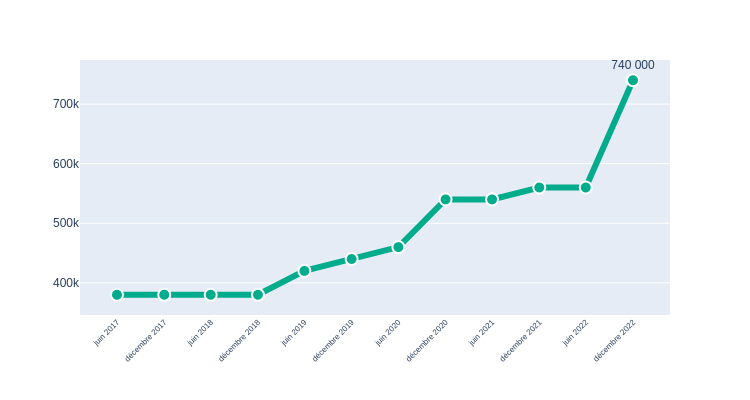 740 000
700k
600k
500k
400k
juin 2017
décembre 2017
juin 2018
décembre 2018
juin 2019
décembre 2019
juin 2020
décembre 2020
juin 2021
décembre 2021
juin 2022
décembre 2022